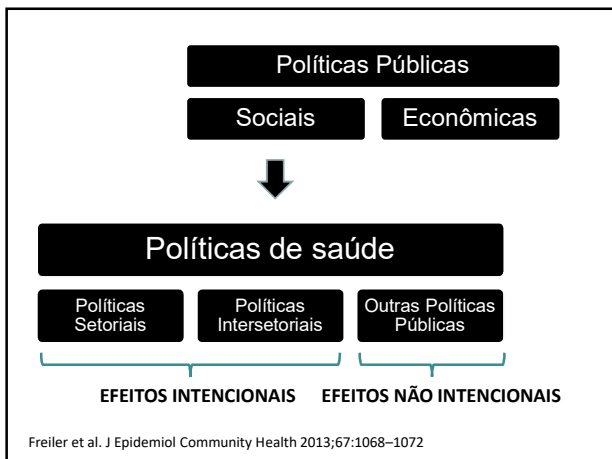 Políticas Públicas
Sociais
Econômicas
Políticas de saúde
Políticas
Setoriais
Políticas
Intersetoriais
Outras Políticas
Públicas
EFEITOS INTENCIONAIS
EFEITOS NÃO INTENCIONAIS
Freiler et al. J Epidemiol Community Health 2013;67:1068–1072